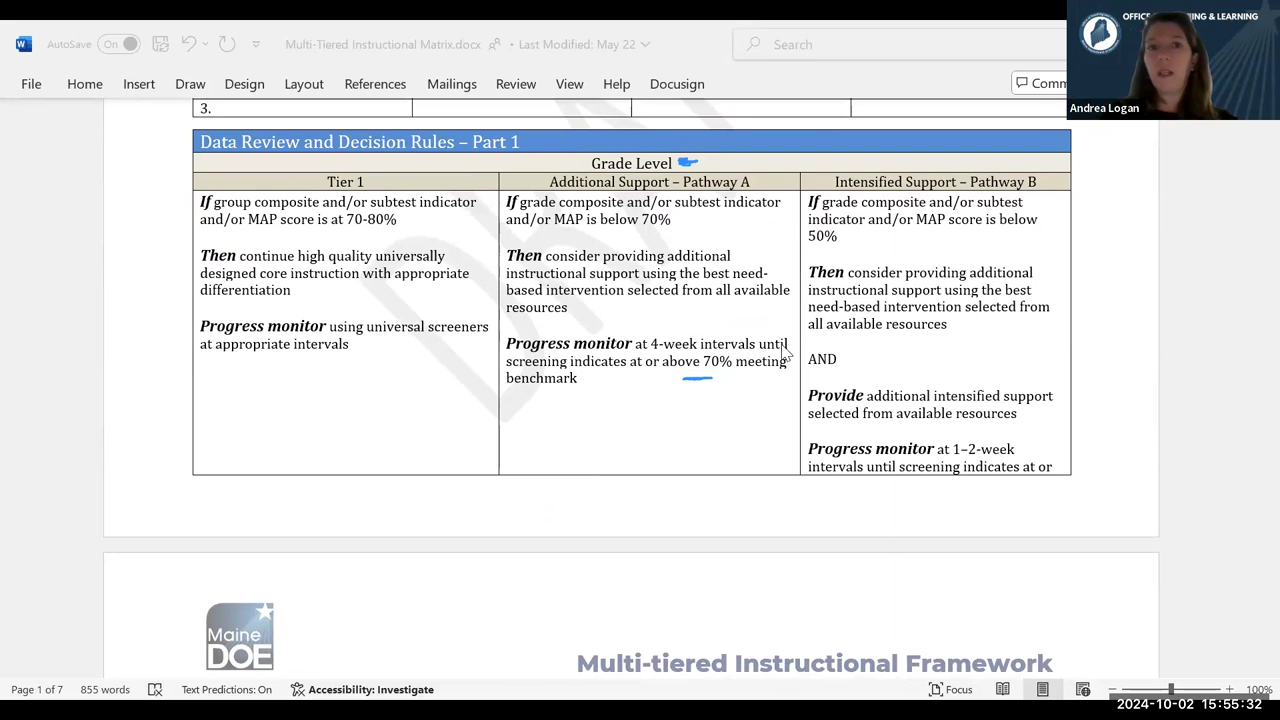 OFFICE
NING & LEARNING
AutoSave
On
Multi-Tiered Instructional Matrix.docx
• Last Modified: May 22
Search
File
Home
Insert
Draw
Design
Layout
References
Mailings
Review
View
Help
Docusign
Comm
Andrea Logan
3.
Data Review and Decision Rules – Part 1
Grade Level
Tier 1
If group composite and/or subtest indicator
and/or MAP score is at 70-80%
Then continue high quality universally
designed core instruction with appropriate
differentiation
Progress monitor using universal screeners
at appropriate intervals
Additional Support – Pathway A
If grade composite and/or subtest indicator
and/or MAP is below 70%
Then consider providing additional
instructional support using the best need-
based intervention selected from all available
resources
Progress monitor at 4-week intervals until
screening indicates at or above 70% meeting
benchmark
Intensified Support – Pathway B
If grade composite and/or subtest
indicator and/or MAP score is below
50%
Then consider providing additional
instructional support using the best
need-based intervention selected from
all available resources
AND
Provide additional intensified support
selected from available resources
Progress monitor at 1–2-week
intervals until screening indicates at or
Maine
DOE
Multi-tiered Instructional Framework
Page 1 of 7
855 words
Text Predictions: On
Accessibility: Investigate
Focus
100%
2024-10-02 15:55:32